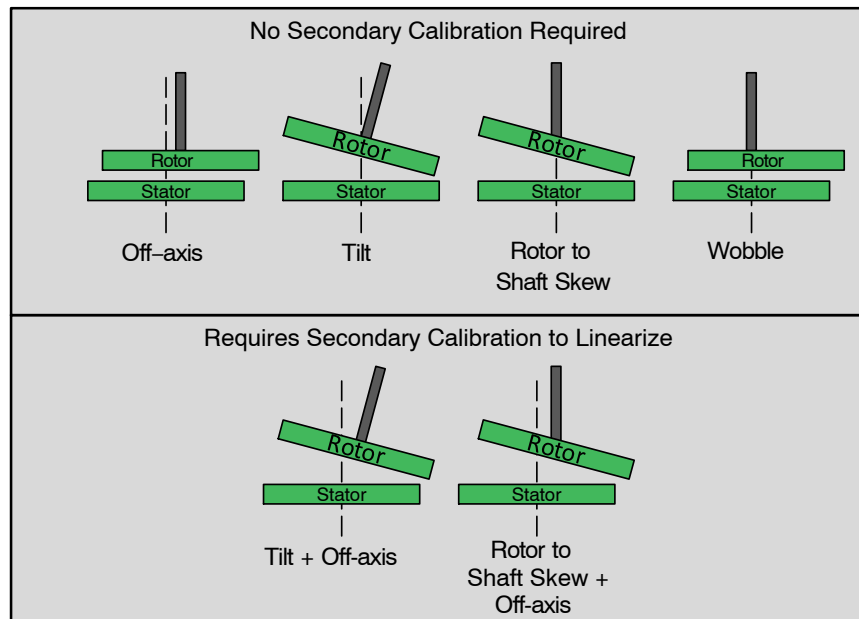 No Secondary Calibration Required
Rotor
Stator
Off–axis
Rotor
Stator
Tilt
Rotor
Stator
Rotor to
Shaft Skew
Rotor
Stator
Wobble
Requires Secondary Calibration to Linearize
Rotor
Stator
Tilt + Off-axis
Rotor
Stator
Rotor to
Shaft Skew +
Off-axis